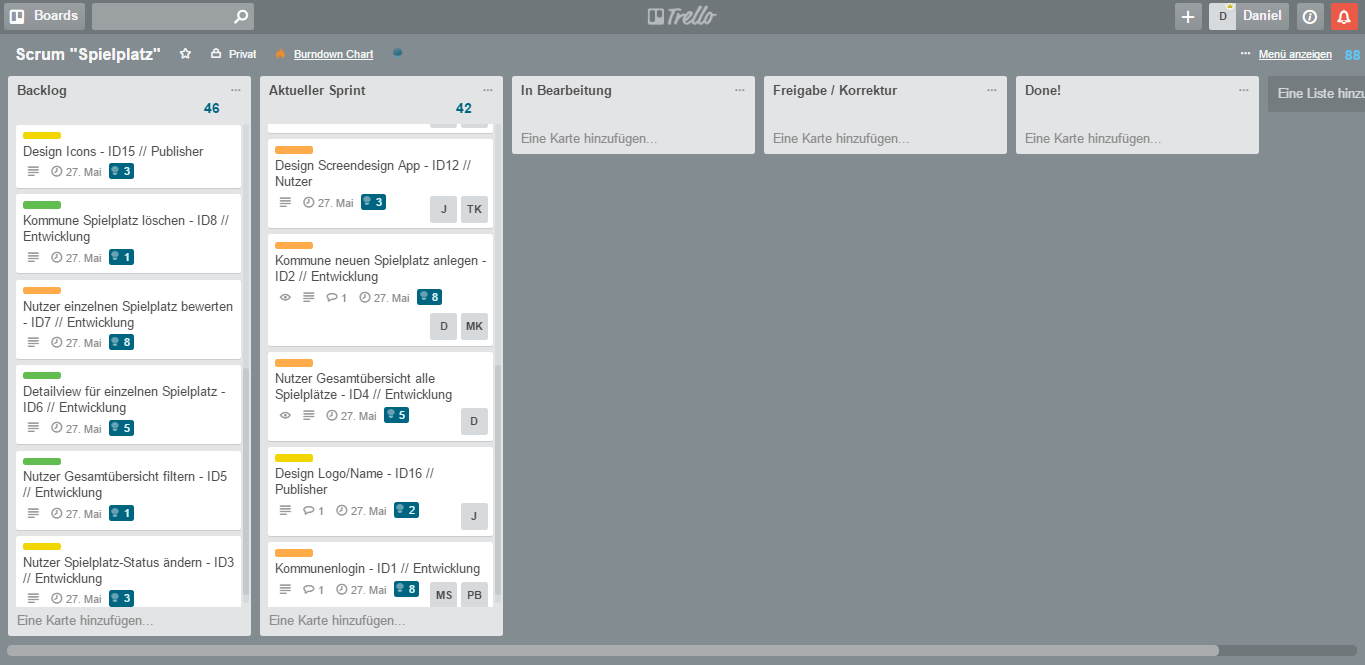 Boards
Trello
D Daniel
Scrum "Spielplatz"
Privat
Burndown Chart
... Menü anzeigen
88
Backlog
46
Design Icons - ID15 // Publisher
27. Mai 3
Kommune Spielplatz löschen - ID8 //
Entwicklung
27. Mai 1
Nutzer einzelnen Spielplatz bewerten
- ID7 // Entwicklung
27. Mai 8
Detailview für einzelnen Spielplatz -
ID6 // Entwicklung
27. Mai 5
Nutzer Gesamtübersicht filtern - ID5
// Entwicklung
27. Mai 1
Nutzer Spielplatz-Status ändern - ID3
// Entwicklung
27. Mai 3
Eine Karte hinzufügen...
Aktueller Sprint
42
Design Screendesign App - ID12 //
Nutzer
27. Mai 3
J TK
Kommune neuen Spielplatz anlegen -
ID2 // Entwicklung
1 27. Mai 8
D MK
Nutzer Gesamtübersicht alle
Spielplätze - ID4 // Entwicklung
27. Mai 5
D
Design Logo/Name - ID16 //
Publisher
1 27. Mai 2
J
Kommunenlogin - ID1 // Entwicklung
1 27. Mai 8
MS PB
Eine Karte hinzufügen...
In Bearbeitung
Eine Karte hinzufügen...
Freigabe / Korrektur
Eine Karte hinzufügen...
Done!
Eine Karte hinzufügen...
Eine Liste hinzu